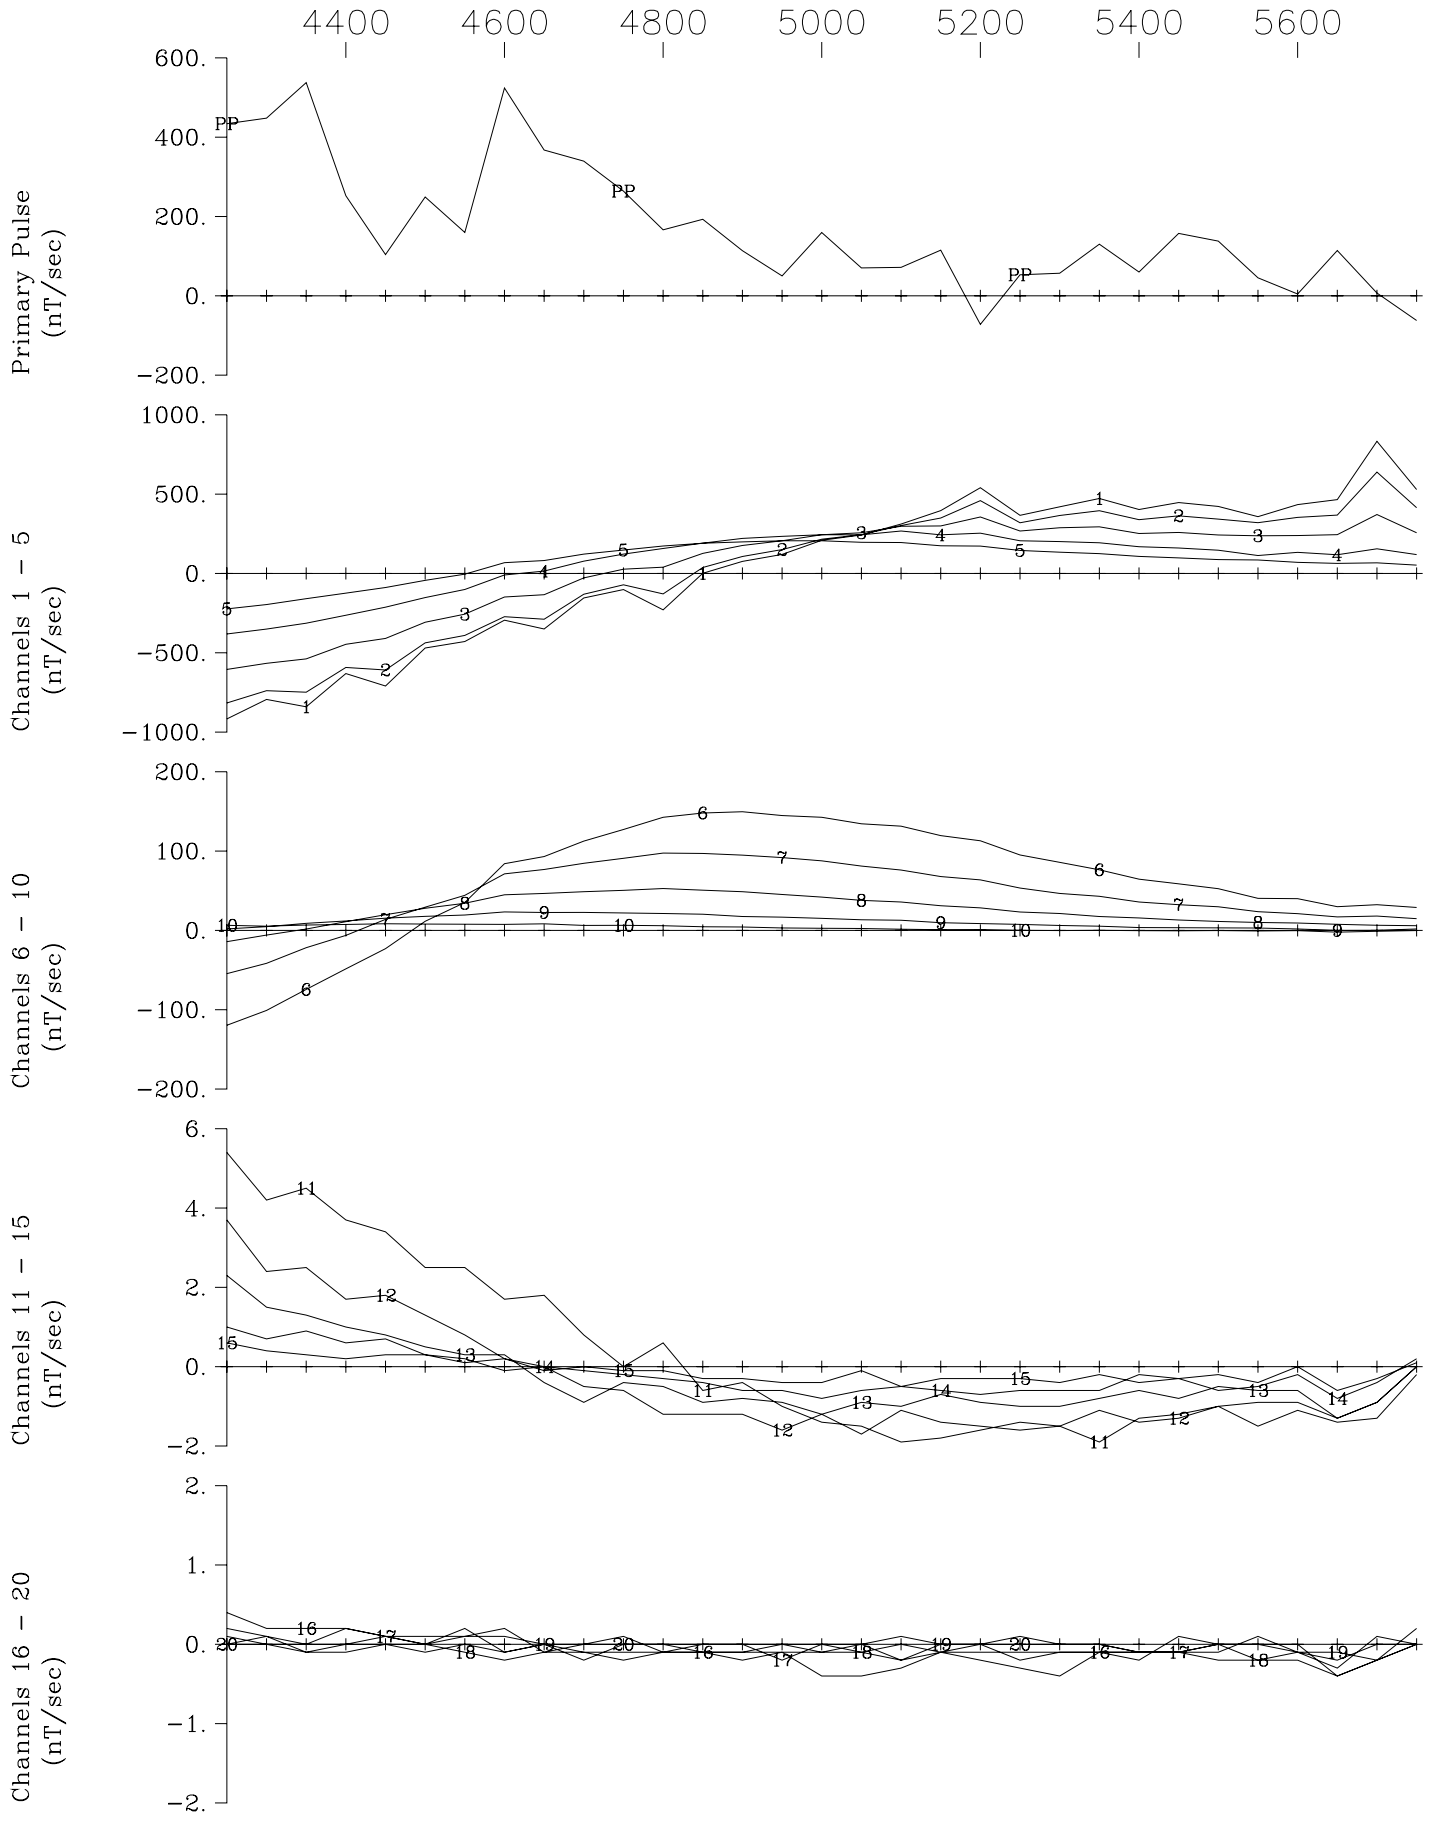 4400 4600 4800 5000 5200 5400 5600
Primary Pulse
(nT/sec)
600.
400.
200.
0.
-200.
PP PP PP
Channels 1 - 5
(nT/sec)
1000.
500.
0.
-500.
-1000.
5 1 2 3 4 5 1 2 3 4 5 1 2 3 4
Channels 6 - 10
(nT/sec)
200.
100.
0.
-100.
-200.
10 6 7 8 9 10 6 7 8 9 10 6 7 8 9
Channels 11 - 15
(nT/sec)
6.
4.
2.
0.
-2.
15 11 12 13 14 15 11 12 13 14 15 11 12 13 14
Channels 16 - 20
(nT/sec)
2.
1.
0.
-1.
-2.
20 16 17 18 19 20 16 17 18 19 20 16 17 18 19